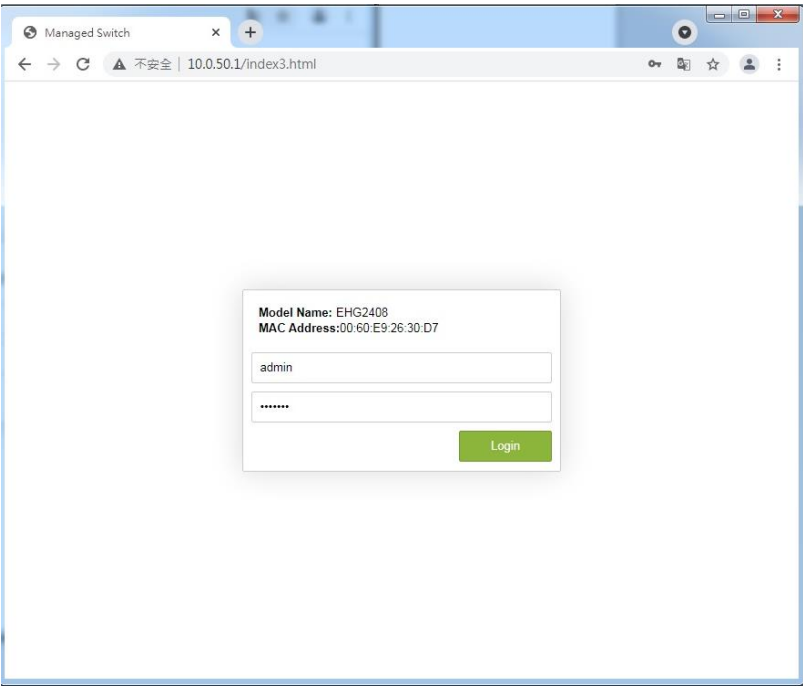 Managed Switch
不安全 | 10.0.50.1/index3.html
Model Name: EHG2408
MAC Address:00:60:E9:26:30:D7
admin
•••••••
Login